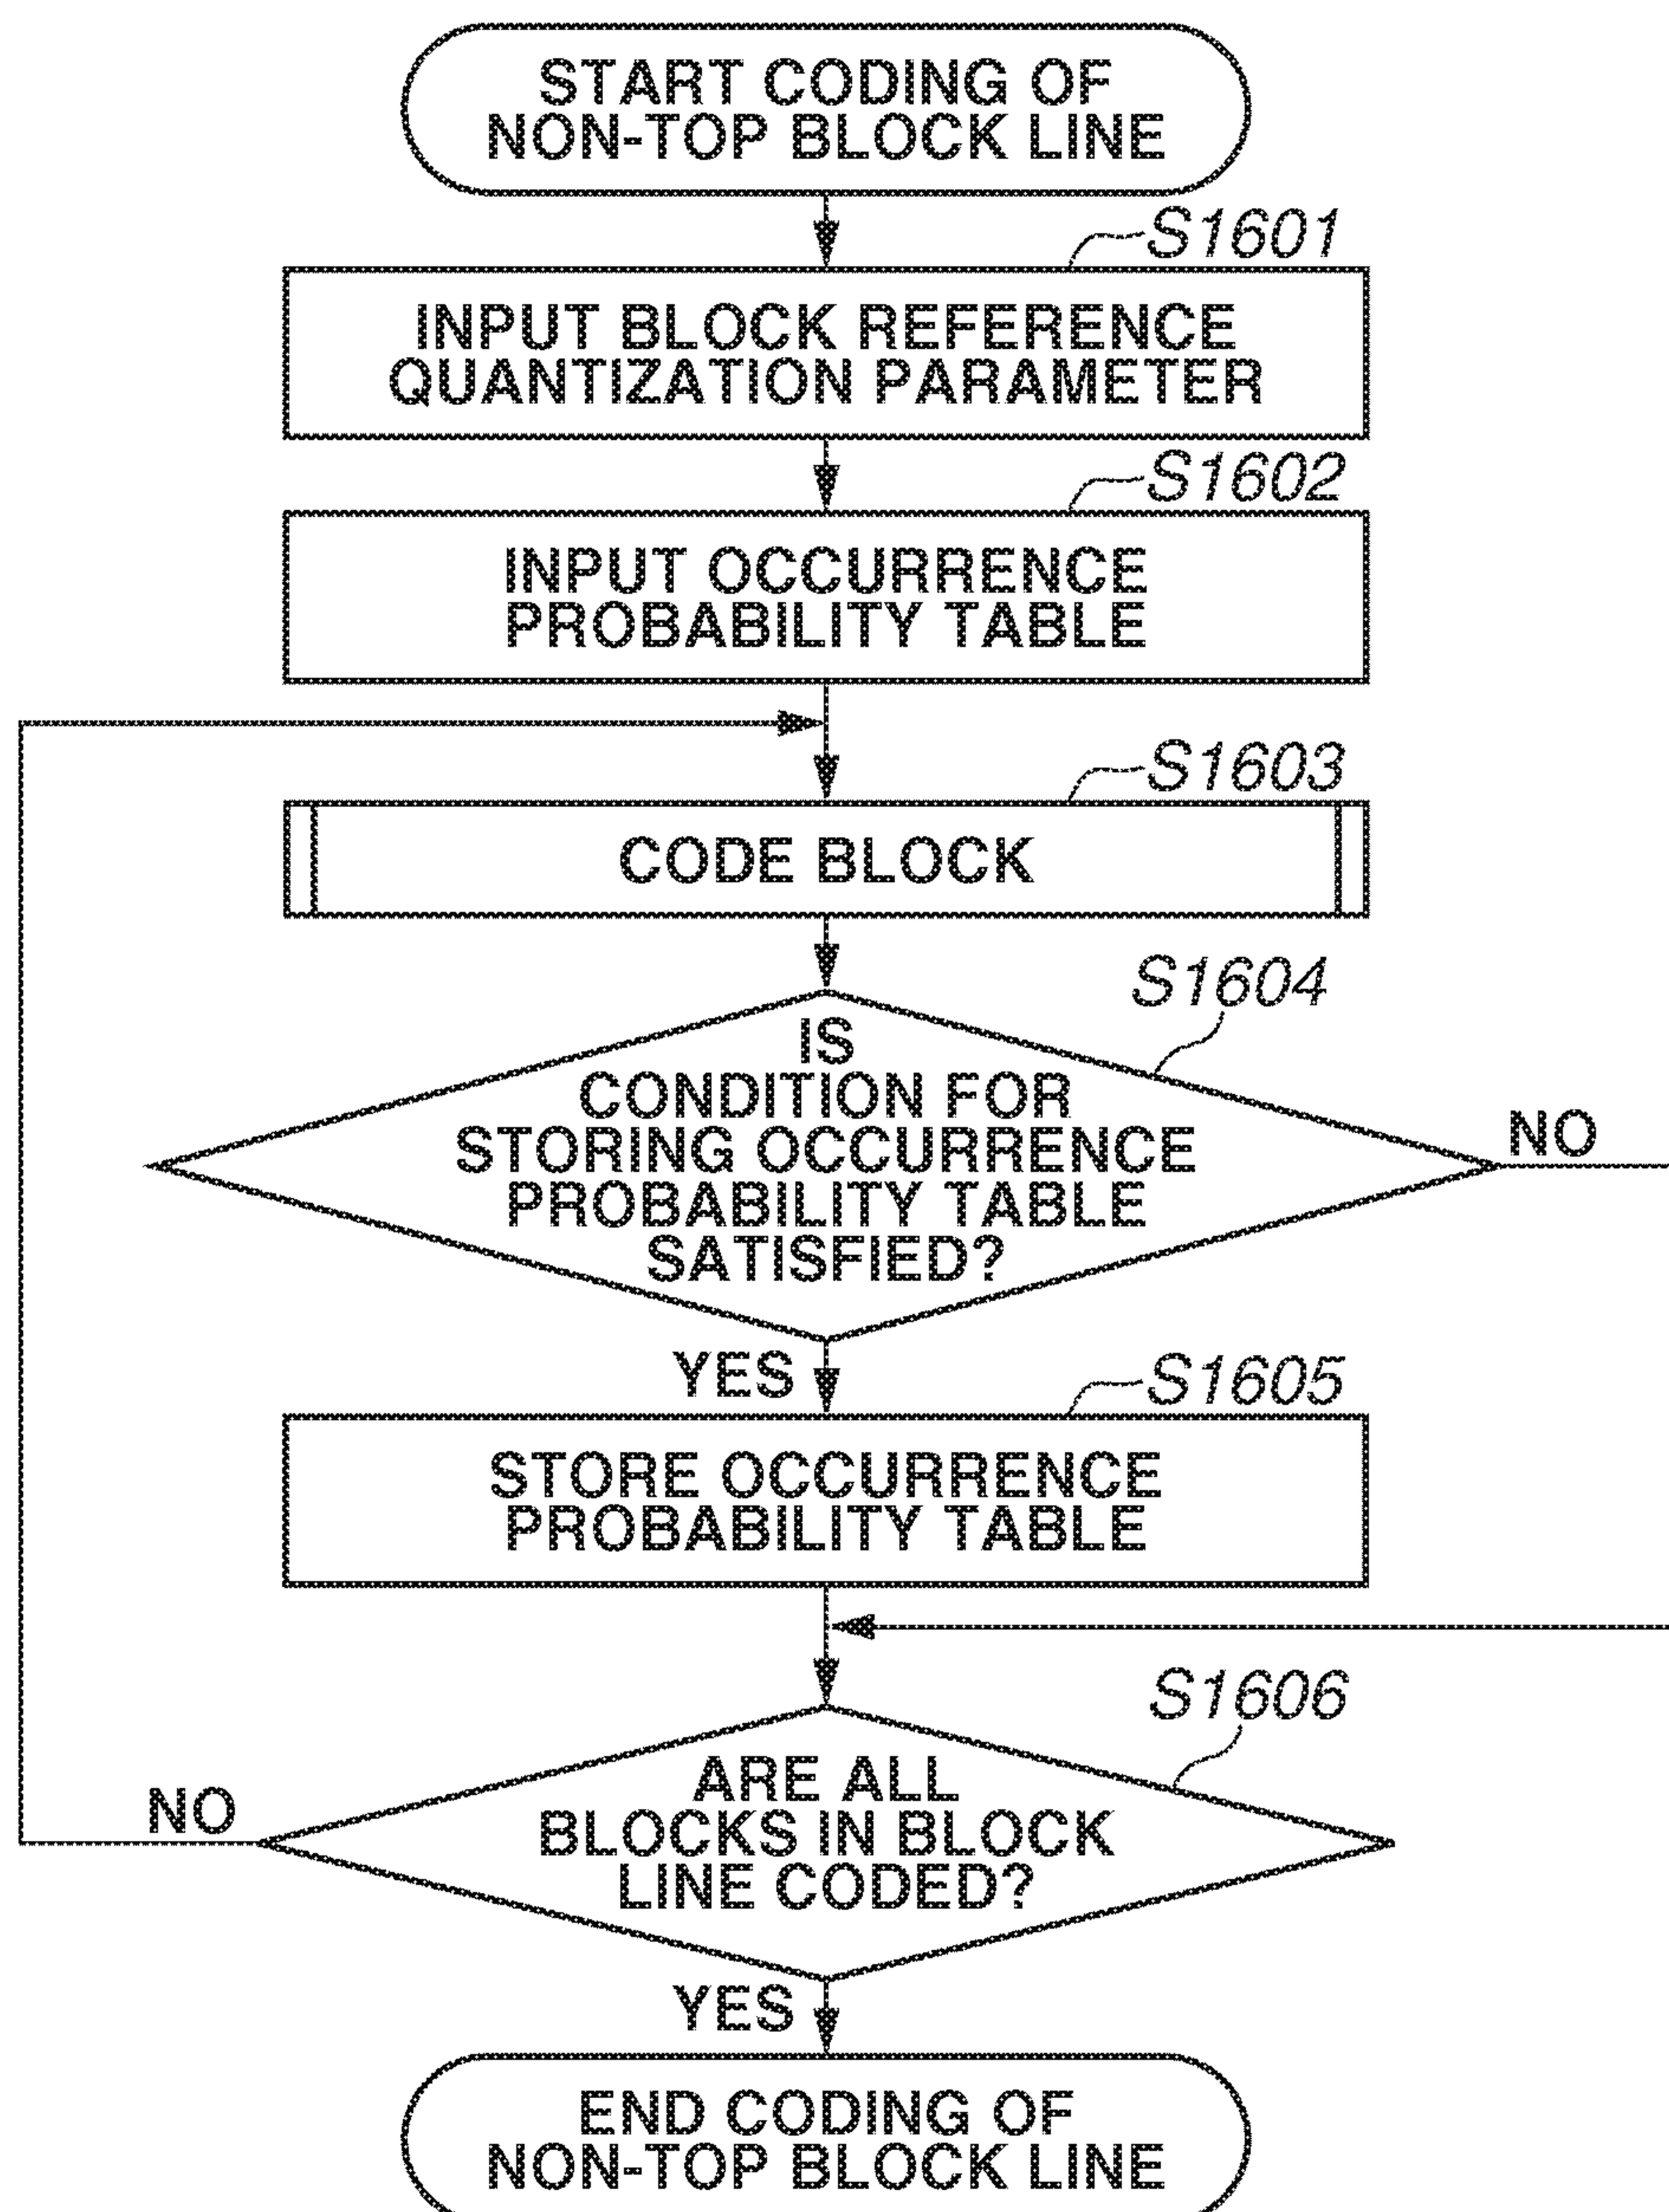 START CODING OF
NON-TOP BLOCK LINE
S1601
INPUT BLOCK REFERENCE
QUANTIZATION PARAMETER
S1602
INPUT OCCURRENCE
PROBABILITY TABLE
S1603
CODE BLOCK
S1604
IS
CONDITION FOR
STORING OCCURRENCE
PROBABILITY TABLE
SATISFIED?
NO
YES
S1605
STORE OCCURRENCE
PROBABILITY TABLE
S1606
ARE ALL
BLOCKS IN BLOCK
LINE CODED?
NO
YES
END CODING OF
NON-TOP BLOCK LINE